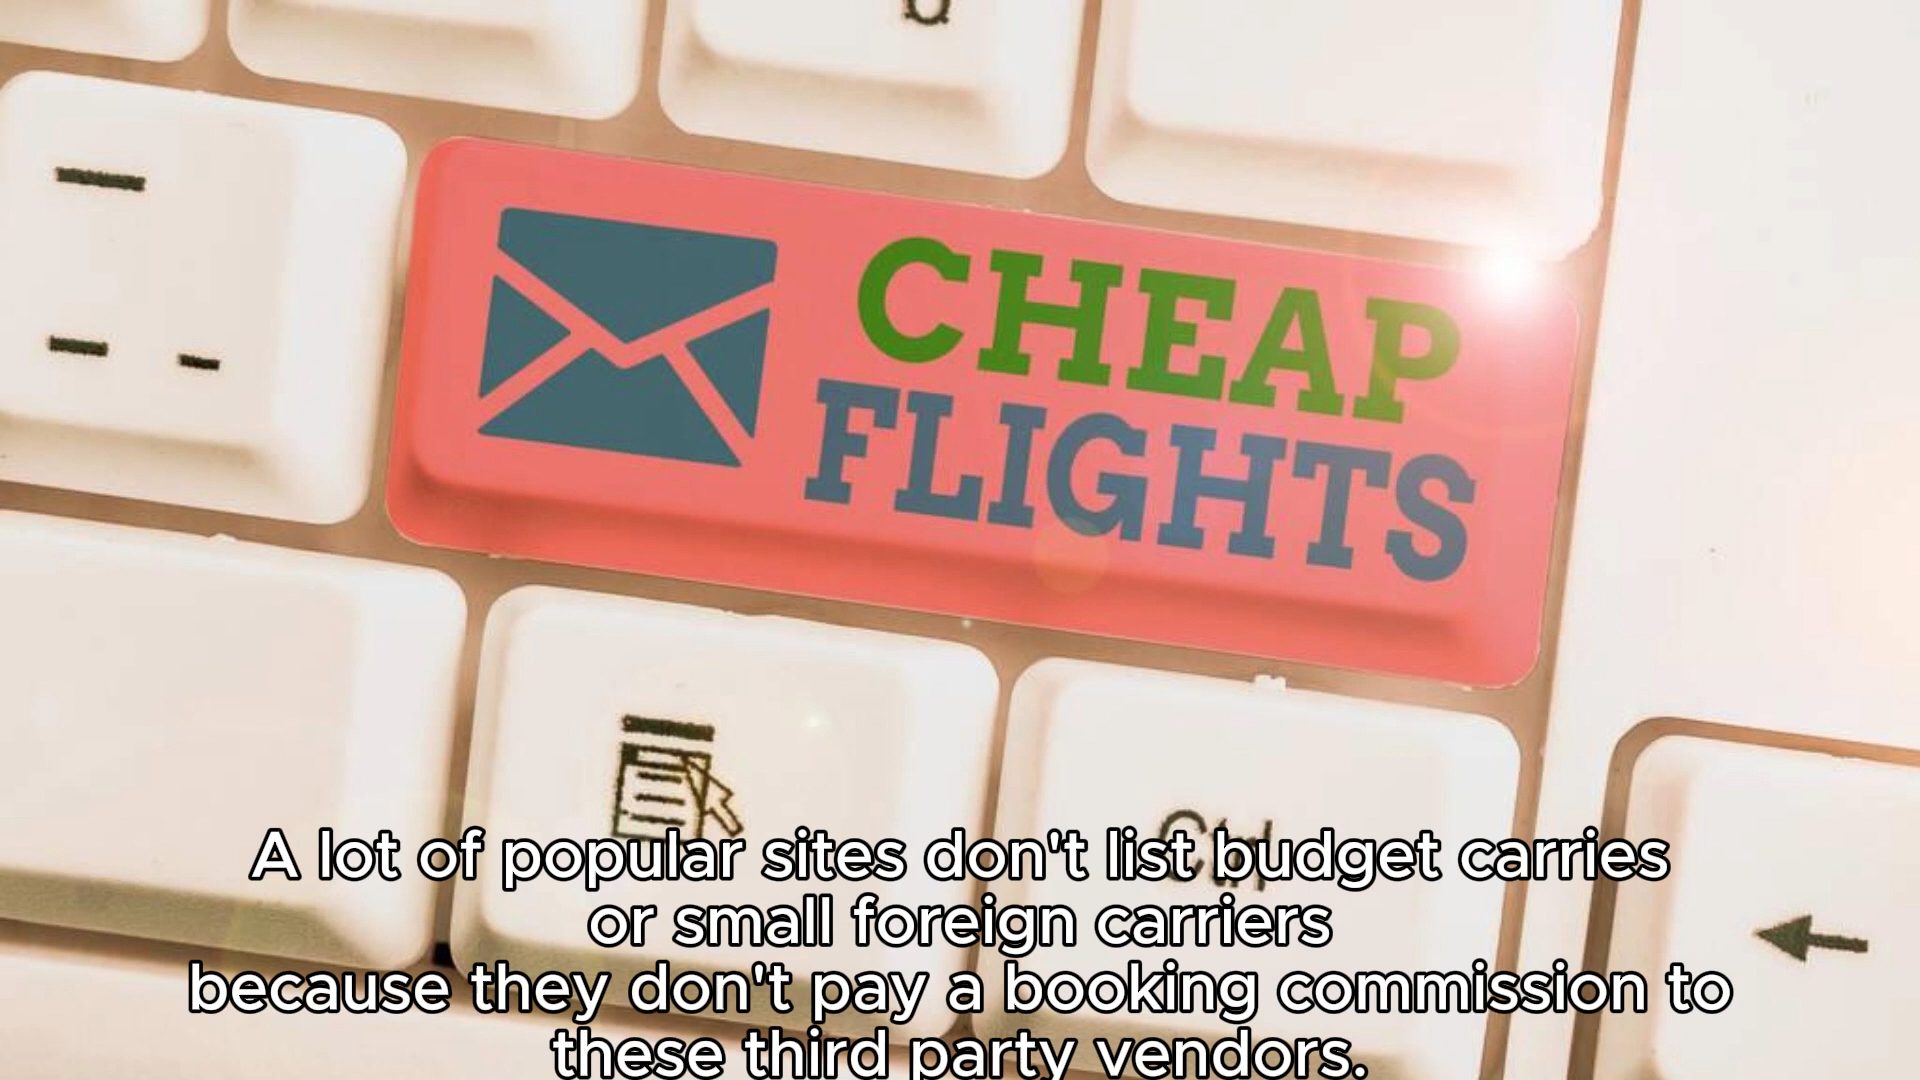 CHEAP
FLIGHTS
Ctrl
A lot of popular sites don't list budget carries
or small foreign carriers
because they don't pay a booking commission to
these third party vendors.